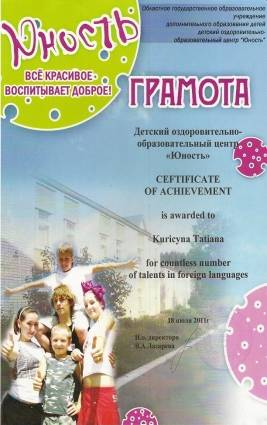 Областное государственное образовательное
учреждение
дополнительного образования детей
детский оздоровительно-
образовательный центр "Юность"
Юность
ВСЁ КРАСИВОЕ
ВОСПИТЫВАЕТ ДОБРОЕ!
ГРАМОТА
Детский оздоровительно-
образовательный центр
«Юность»
CEFTIFICATE
OF ACHIEVEMENT
is awarded to
Kuricyna Tatiana
for countless number
of talents in foreign languages
18 июля 2011г
И.о. директора